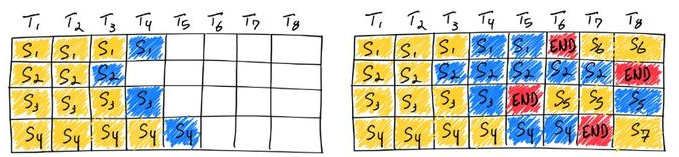 T1 T2 T3 T4 T5 T6 T7 T8
S1 S1 S1 S1
S2 S2 S2
S3 S3 S3 S3
S4 S4 S4 S4 S4
T1 T2 T3 T4 T5 T6 T7 T8
S1 S1 S1 S1 S1 END S6 S6
S2 S2 S2 S2 S2 S2 S2 END
S3 S3 S3 S3 END S5 S5 S5
S4 S4 S4 S4 S4 S4 END S7